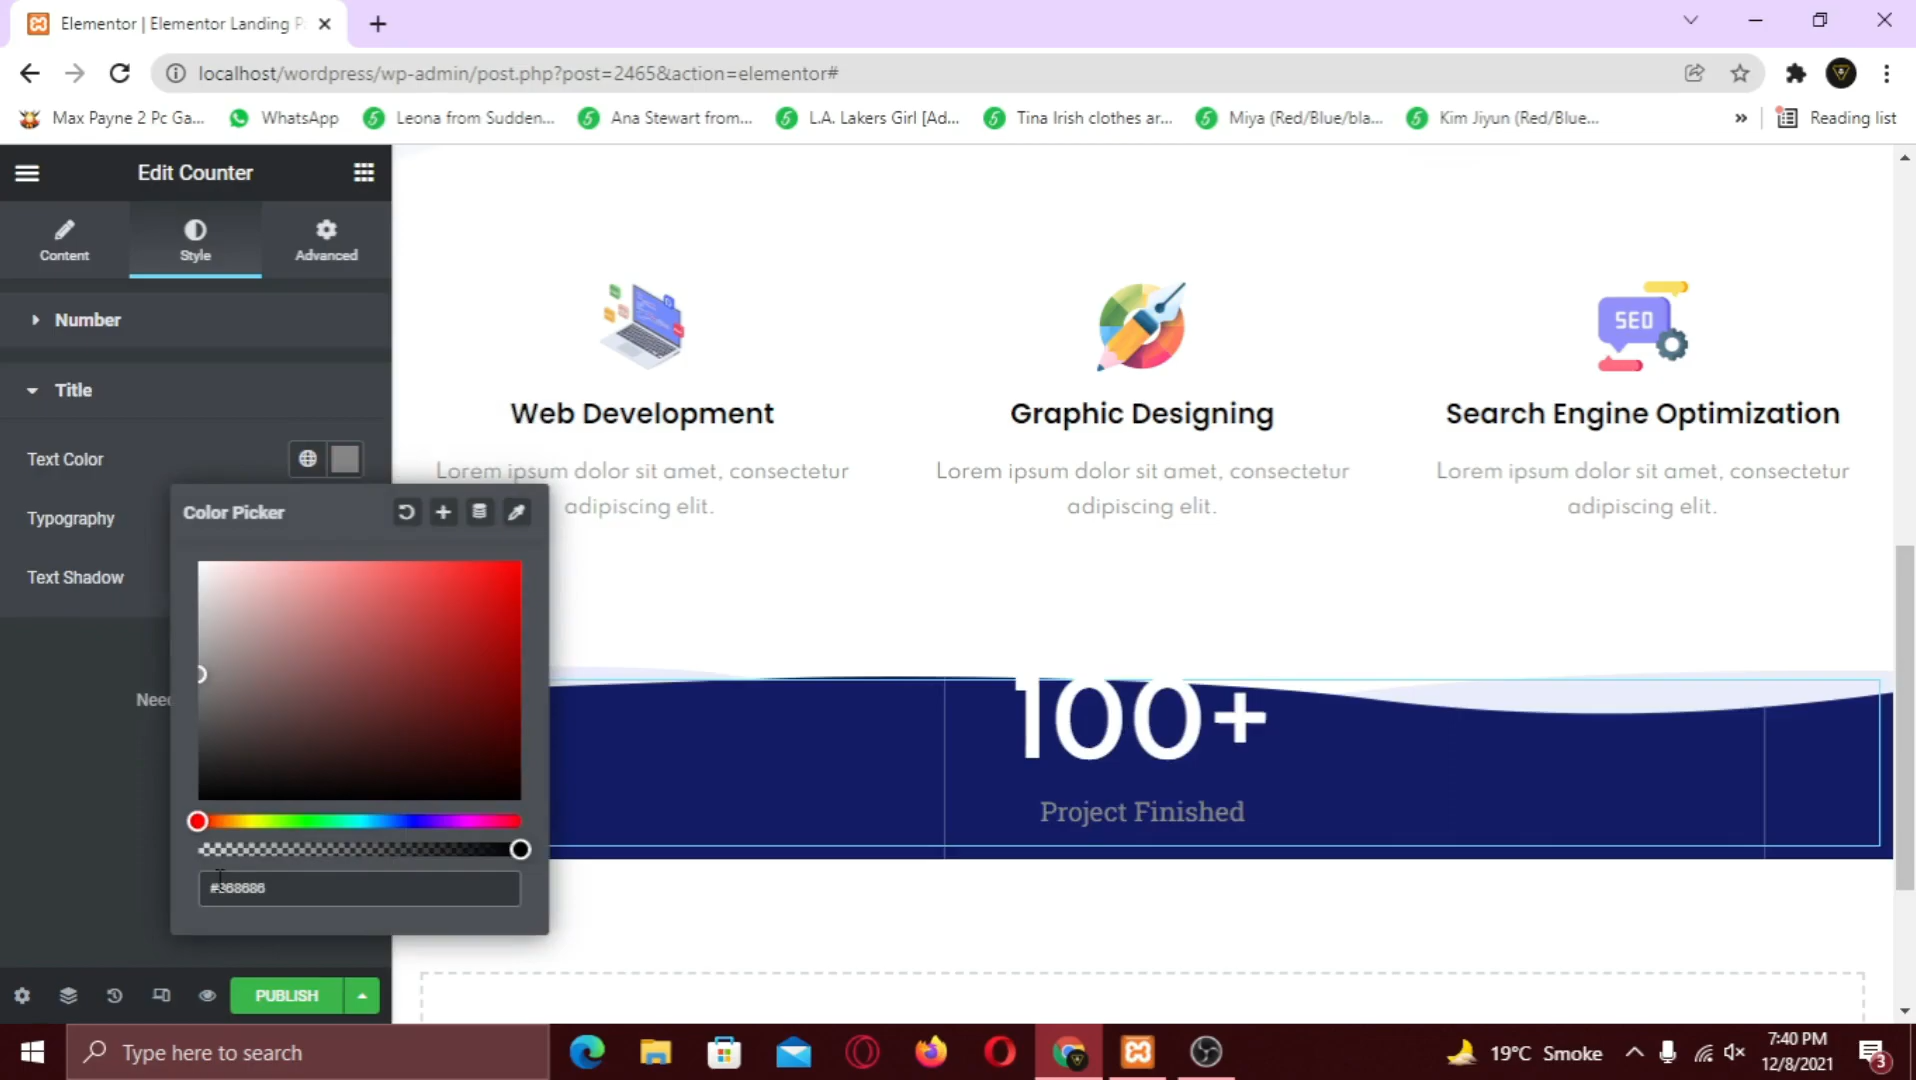 Elementor | Elementor Landing P
localhost/wordpress/wp-admin/post.php?post=2465&action=elementor#
Max Payne 2 Pc Ga...
WhatsApp
Leona from Sudden...
Ana Stewart from...
L.A. Lakers Girl [Ad...
Tina Irish clothes ar...
Miya (Red/Blue/bla...
Kim Jiyun (Red/Blue...
»
Reading list
Edit Counter
Content
Style
Advanced
Number
Title
Text Color
Typography
Text Shadow
Need
Color Picker
#868686
PUBLISH
SEO
Web Development
Graphic Designing
Search Engine Optimization
Lorem ipsum dolor sit amet, consectetur
adipiscing elit.
Lorem ipsum dolor sit amet, consectetur
adipiscing elit.
Lorem ipsum dolor sit amet, consectetur
adipiscing elit.
100+
Project Finished
Type here to search
19°C Smoke
7:40 PM
12/8/2021
3